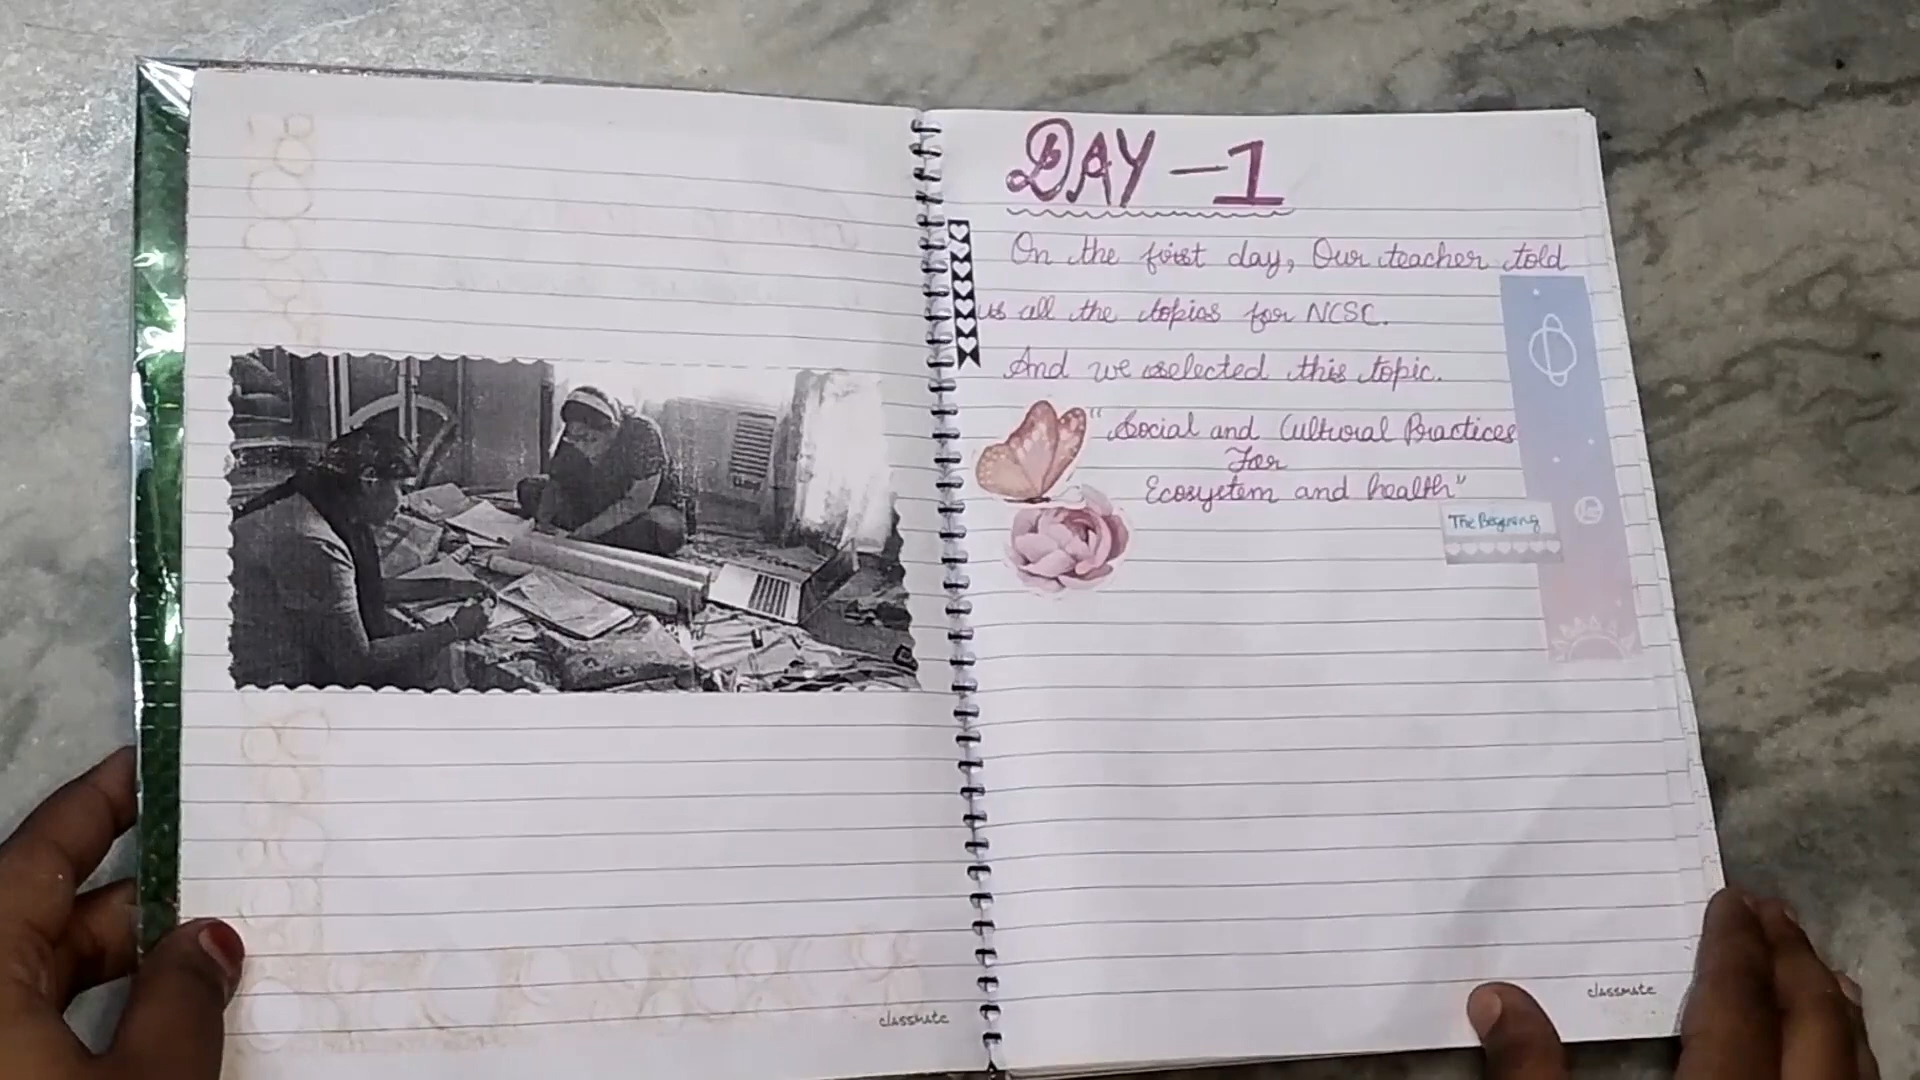 DAY - 1
On the first day, Our teacher told
us all the topics for NCSC.
And we selected this topic.
"Social and Cultural Practices
For
Ecosystem and health"
The Begining
classmate
classmate